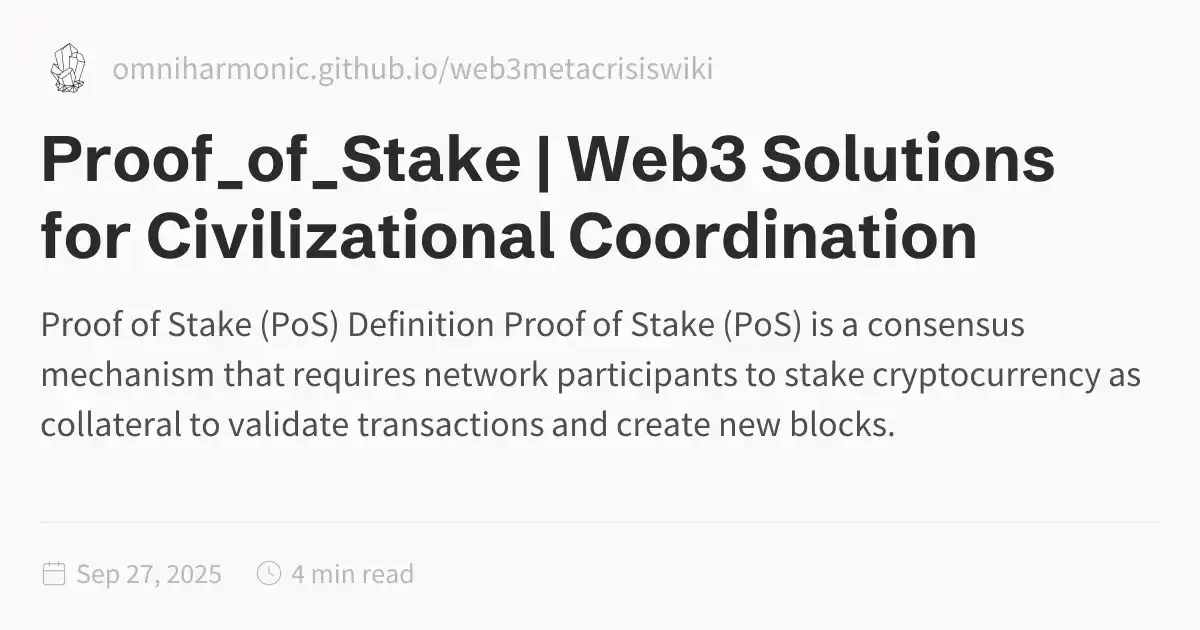 omniharmonic.github.io/web3metacrisiswiki
Proof_of_Stake | Web3 Solutions
for Civilizational Coordination
Proof of Stake (PoS) Definition Proof of Stake (PoS) is a consensus
mechanism that requires network participants to stake cryptocurrency as
collateral to validate transactions and create new blocks.
Sep 27, 2025 4 min read